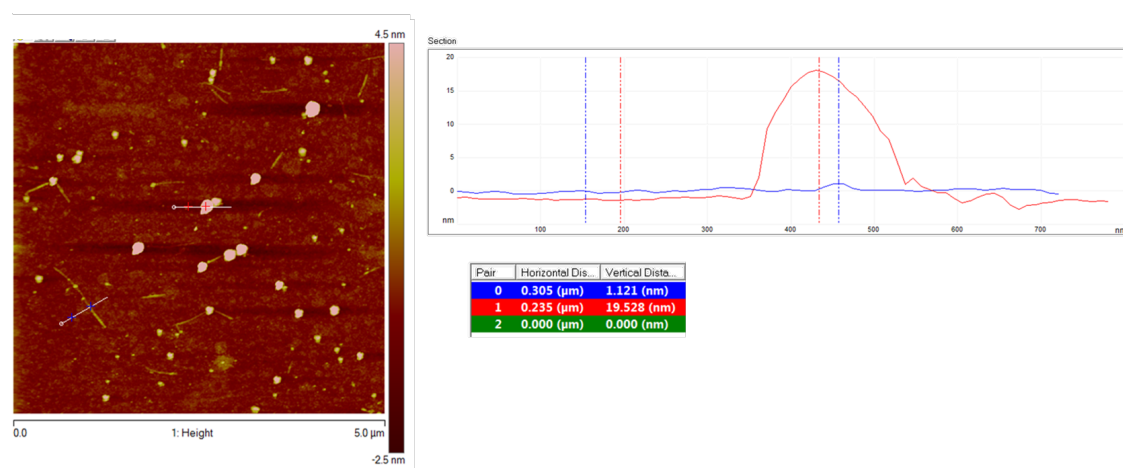 4.5 nm
0.0
1: Height
5.0 µm
-2.5 nm
Section
20
15
10
5
0
nm
100
200
300
400
500
600
700
Pair Horizontal Dis... Vertical Dista...
0 0.305 (µm) 1.121 (nm)
1 0.235 (µm) 19.528 (nm)
2 0.000 (µm) 0.000 (nm)